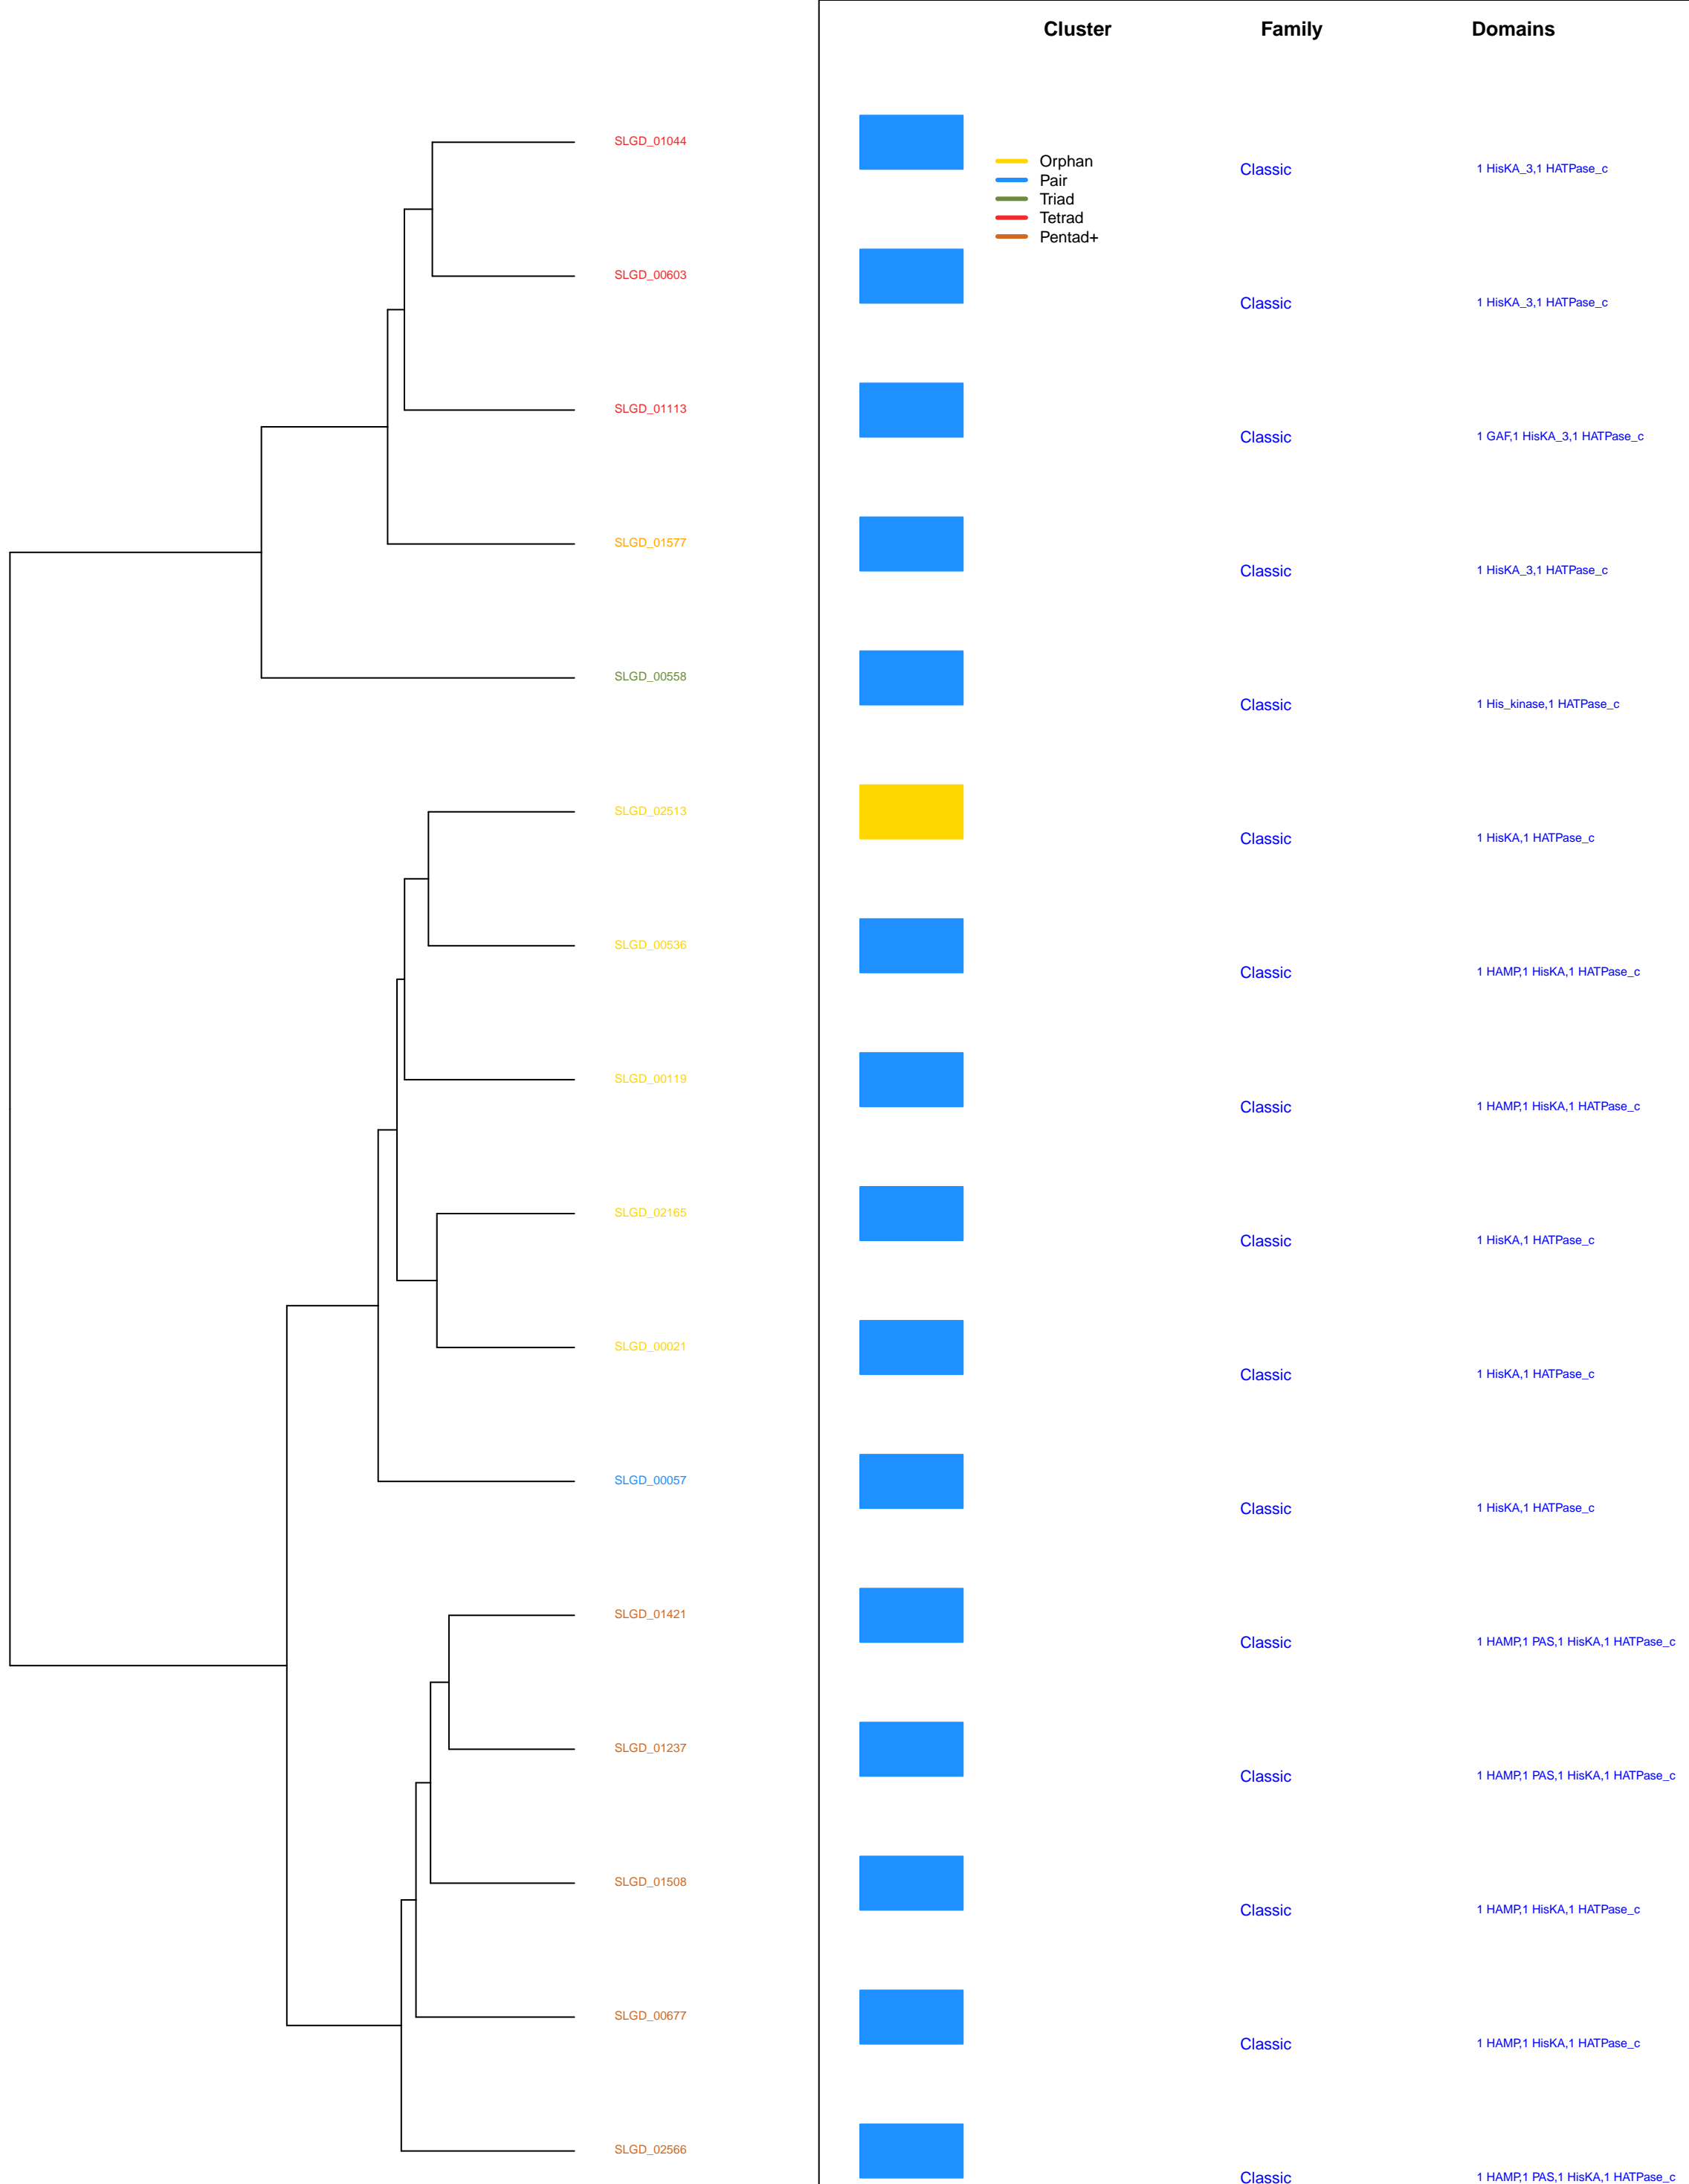 Cluster Family Domains
SLGD_01044
Orphan
Pair
Triad
Tetrad
Pentad+
Classic 1 HisKA_3,1 HATPase_c
SLGD_00603
Classic 1 HisKA_3,1 HATPase_c
SLGD_01113
Classic 1 GAF,1 HisKA_3,1 HATPase_c
SLGD_01577
Classic 1 HisKA_3,1 HATPase_c
SLGD_00558
Classic 1 His_kinase,1 HATPase_c
SLGD_02513
Classic 1 HisKA,1 HATPase_c
SLGD_00536
Classic 1 HAMP,1 HisKA,1 HATPase_c
SLGD_00119
Classic 1 HAMP,1 HisKA,1 HATPase_c
SLGD_02165
Classic 1 HisKA,1 HATPase_c
SLGD_00021
Classic 1 HisKA,1 HATPase_c
SLGD_00057
Classic 1 HisKA,1 HATPase_c
SLGD_01421
Classic 1 HAMP,1 PAS,1 HisKA,1 HATPase_c
SLGD_01237
Classic 1 HAMP,1 PAS,1 HisKA,1 HATPase_c
SLGD_01508
Classic 1 HAMP,1 HisKA,1 HATPase_c
SLGD_00677
Classic 1 HAMP,1 HisKA,1 HATPase_c
SLGD_02566
Classic 1 HAMP,1 PAS,1 HisKA,1 HATPase_c